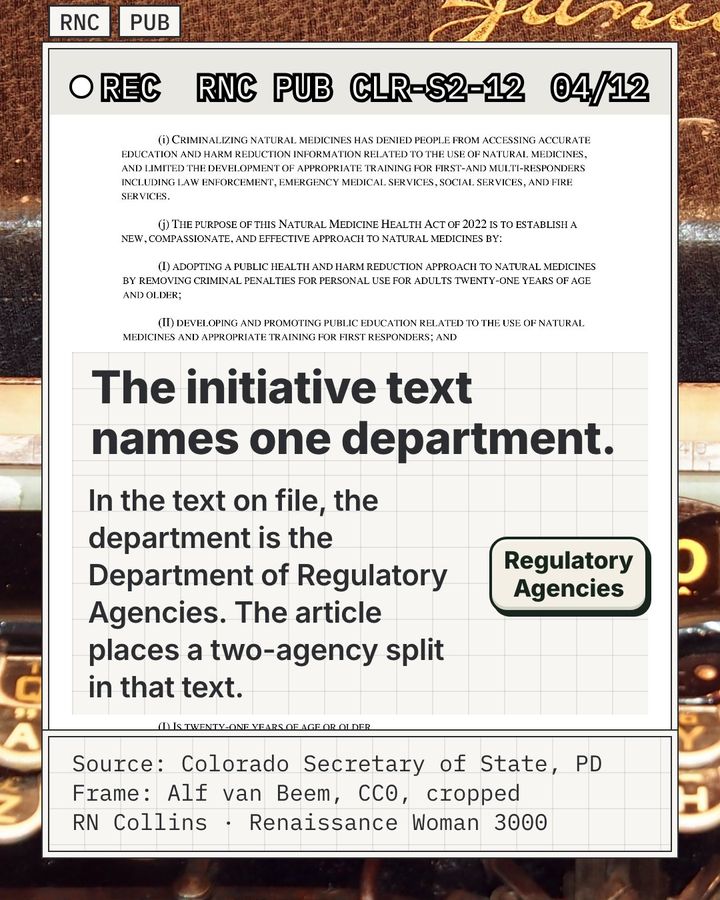 RNC PUB
REC RNC PUB CLR-S2-12 04/12
(i) CRIMINALIZING NATURAL MEDICINES HAS DENIED PEOPLE FROM ACCESSING ACCURATE
EDUCATION AND HARM REDUCTION INFORMATION RELATED TO THE USE OF NATURAL MEDICINES,
AND LIMITED THE DEVELOPMENT OF APPROPRIATE TRAINING FOR FIRST-AND MULTI-RESPONDERS
INCLUDING LAW ENFORCEMENT, EMERGENCY MEDICAL SERVICES, SOCIAL SERVICES, AND FIRE
SERVICES.
(j) THE PURPOSE OF THIS NATURAL MEDICINE HEALTH ACT OF 2022 IS TO ESTABLISH A
NEW, COMPASSIONATE, AND EFFECTIVE APPROACH TO NATURAL MEDICINES BY:
(I) ADOPTING A PUBLIC HEALTH AND HARM REDUCTION APPROACH TO NATURAL MEDICINES
BY REMOVING CRIMINAL PENALTIES FOR PERSONAL USE FOR ADULTS TWENTY-ONE YEARS OF AGE
AND OLDER;
(II) DEVELOPING AND PROMOTING PUBLIC EDUCATION RELATED TO THE USE OF NATURAL
MEDICINES AND APPROPRIATE TRAINING FOR FIRST RESPONDERS; AND
The initiative text
names one department.
In the text on file, the
department is the
Department of Regulatory
Agencies. The article
places a two-agency split
in that text.
Regulatory
Agencies
(I) IS TWENTY-ONE YEARS OF AGE OR OLDER
Source: Colorado Secretary of State, PD
Frame: Alf van Beem, CC0, cropped
RN Collins · Renaissance Woman 3000